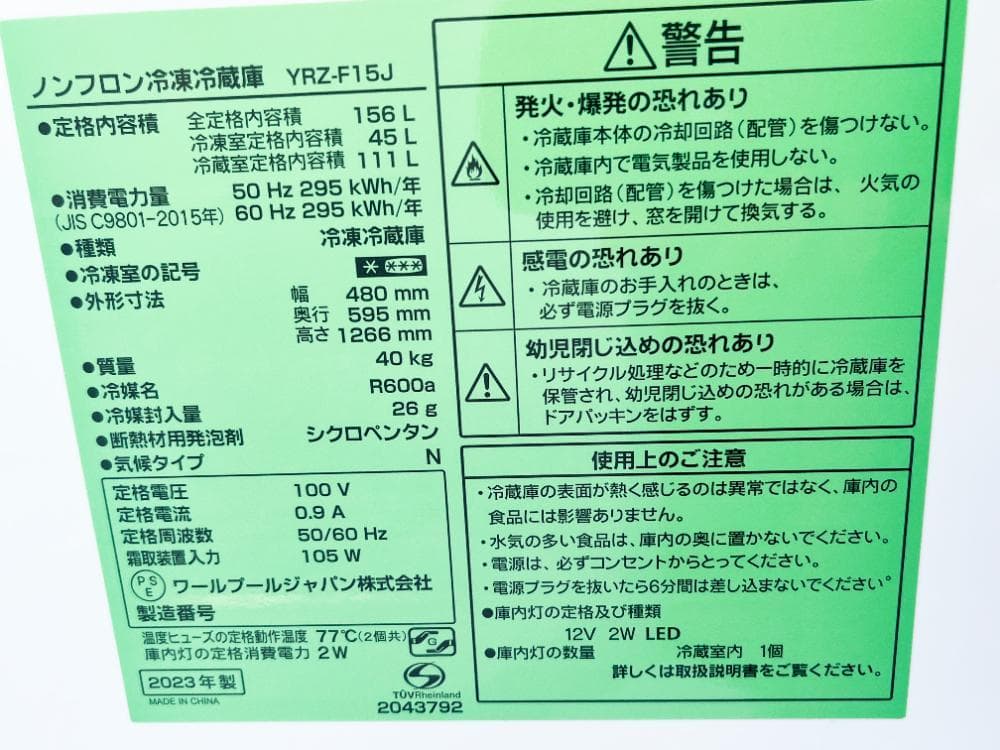 ノンフロン冷凍冷蔵庫 YRZ-F15J
●定格内容積 全定格内容積 156 L
冷凍室定格内容積 45 L
冷蔵室定格内容積 111 L
●消費電力量 50 Hz 295 kWh/年
(JIS C9801-2015年) 60 Hz 295 kWh/年
●種類 冷凍冷蔵庫
●冷凍室の記号 * ***
●外形寸法 幅 480 mm
奥行 595 mm
高さ 1266 mm
●質量 40 kg
●冷媒名 R600a
●冷媒封入量 26 g
●断熱材用発泡剤 シクロペンタン
●気候タイプ N
定格電圧 100 V
定格電流 0.9 A
定格周波数 50/60 Hz
霜取装置入力 105 W
PSE ワールプールジャパン株式会社
製造番号
温度ヒューズの定格動作温度 77℃(2個共) G
庫内灯の定格消費電力 2W
2023年製
MADE IN CHINA
TÜVRheinland
2043792
警告
発火・爆発の恐れあり
・冷蔵庫本体の冷却回路(配管)を傷つけない。
・冷蔵庫内で電気製品を使用しない。
・冷却回路(配管)を傷つけた場合は、火気の
使用を避け、窓を開けて換気する。
感電の恐れあり
・冷蔵庫のお手入れのときは、
必ず電源プラグを抜く。
幼児閉じ込めの恐れあり
・リサイクル処理などのため一時的に冷蔵庫を
保管され、幼児閉じ込めの恐れがある場合は、
ドアパッキンをはずす。
使用上のご注意
・冷蔵庫の表面が熱く感じるのは異常ではなく、庫内の
食品には影響ありません。
・水気の多い食品は、庫内の奥に置かないでください。
・電源は、必ずコンセントからとってください。
・電源プラグを抜いたら6分間は差し込まないでください。
●庫内灯の定格及び種類
12V 2W LED
●庫内灯の数量 冷蔵室内 1個
詳しくは取扱説明書をご覧ください。